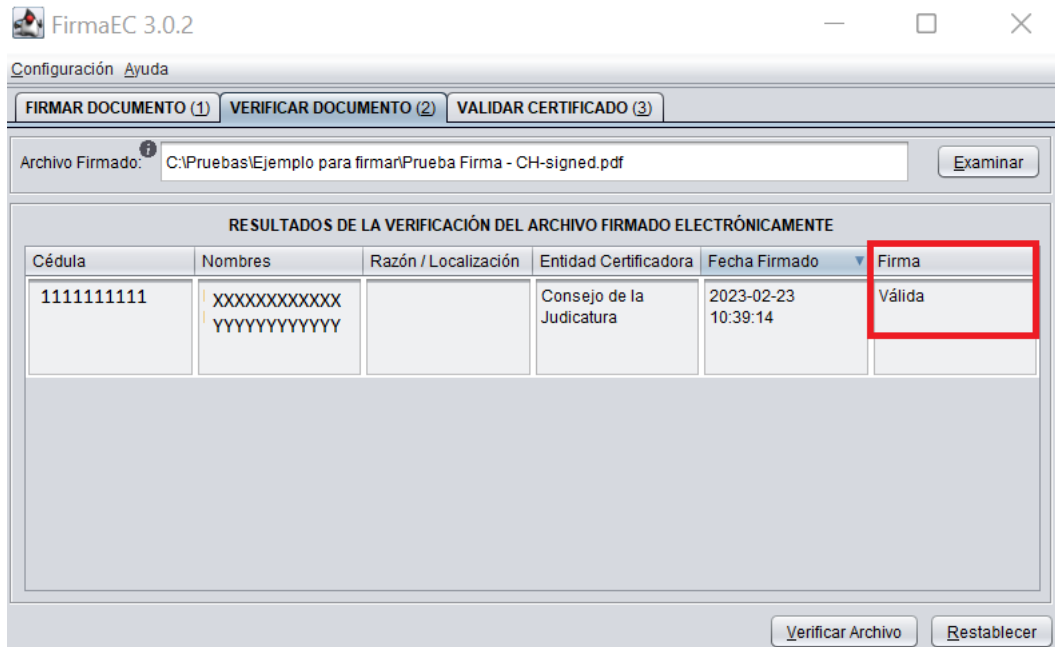 FirmaEC 3.0.2
Configuración Ayuda
FIRMAR DOCUMENTO (1) VERIFICAR DOCUMENTO (2) VALIDAR CERTIFICADO (3)
Archivo Firmado: C:\Pruebas\Ejemplo para firmar\Prueba Firma - CH-signed.pdf Examinar
RESULTADOS DE LA VERIFICACIÓN DEL ARCHIVO FIRMADO ELECTRÓNICAMENTE
Cédula Nombres Razón / Localización Entidad Certificadora Fecha Firmado Firma
1111111111 XXXXXXXXXXXX Consejo de la 2023-02-23 Válida
YYYYYYYYYYYY Judicatura 10:39:14
Verificar Archivo Restablecer